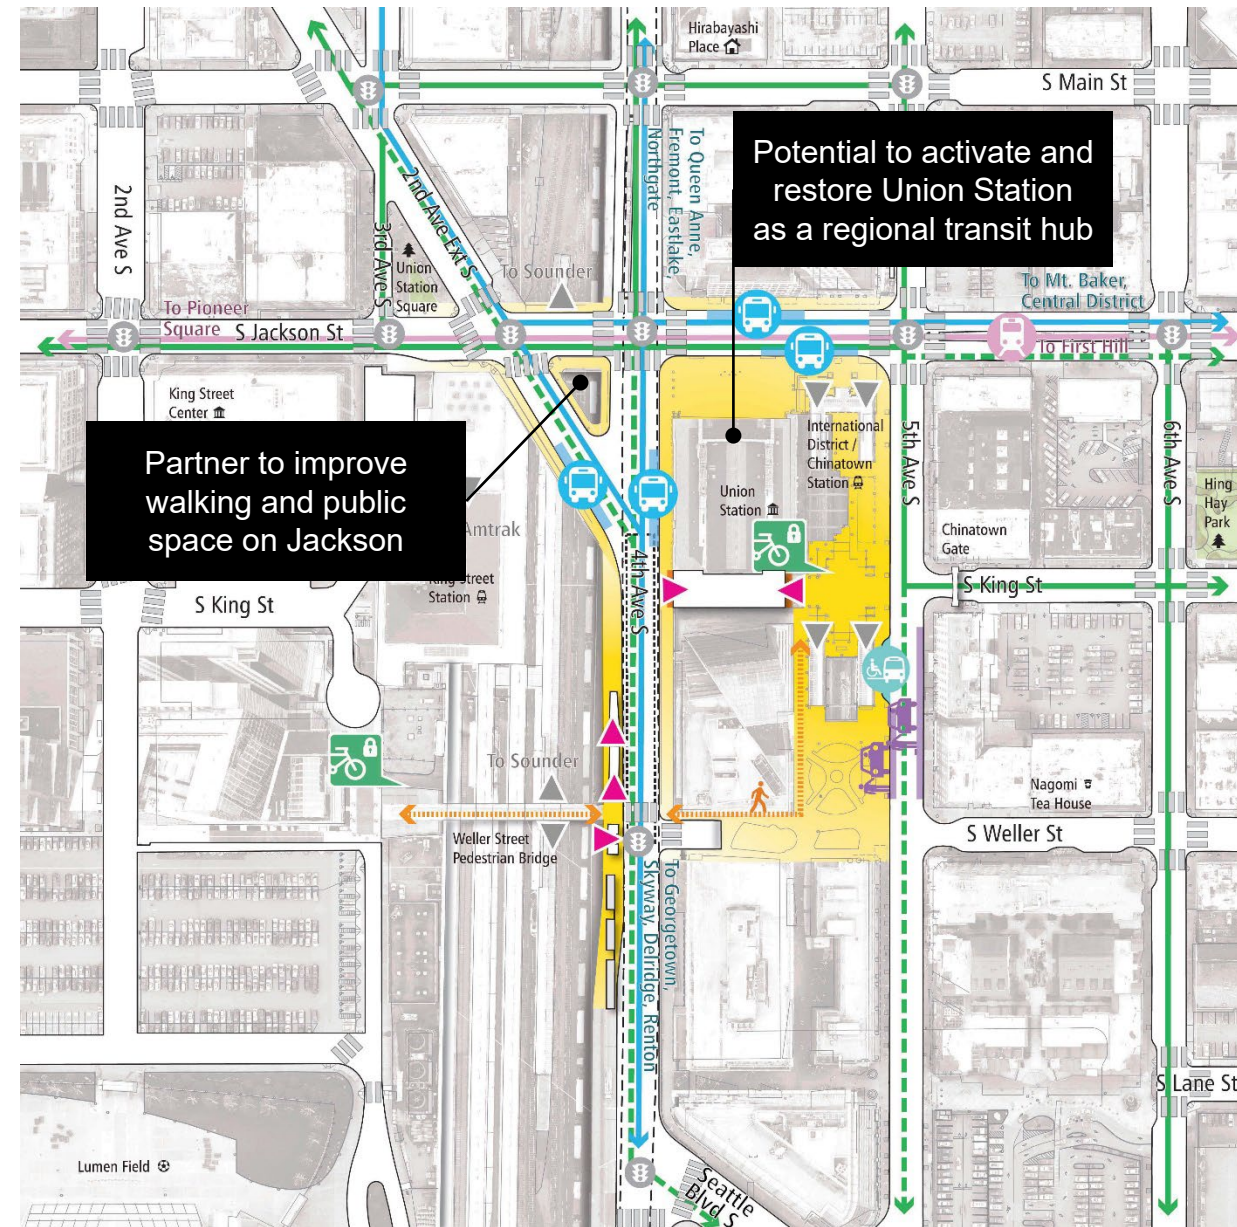 Hirabayashi
Place
S Main St
Potential to activate and
restore Union Station
as a regional transit hub
To Queen Anne,
Fremont, Eastlake,
Northgate
2nd Ave S
2nd Ave Ext S
3rd Ave S
Union
Station
Square
To Sounder
To Mt. Baker,
Central District
To Pioneer
Square
S Jackson St
To First Hill
King Street
Center
International
District /
Chinatown
Station
5th Ave S
6th Ave S
Partner to improve
walking and public
space on Jackson
Amtrak
King Street
Station
Union
Station
Hing
Hay
Park
Chinatown
Gate
4th Ave S
S King St
S King St
To Sounder
Nagomi
Tea House
Weller Street
Pedestrian Bridge
S Weller St
To Georgetown,
Skyway, Delridge, Renton
S Lane St
Lumen Field
Seattle
Blvd S